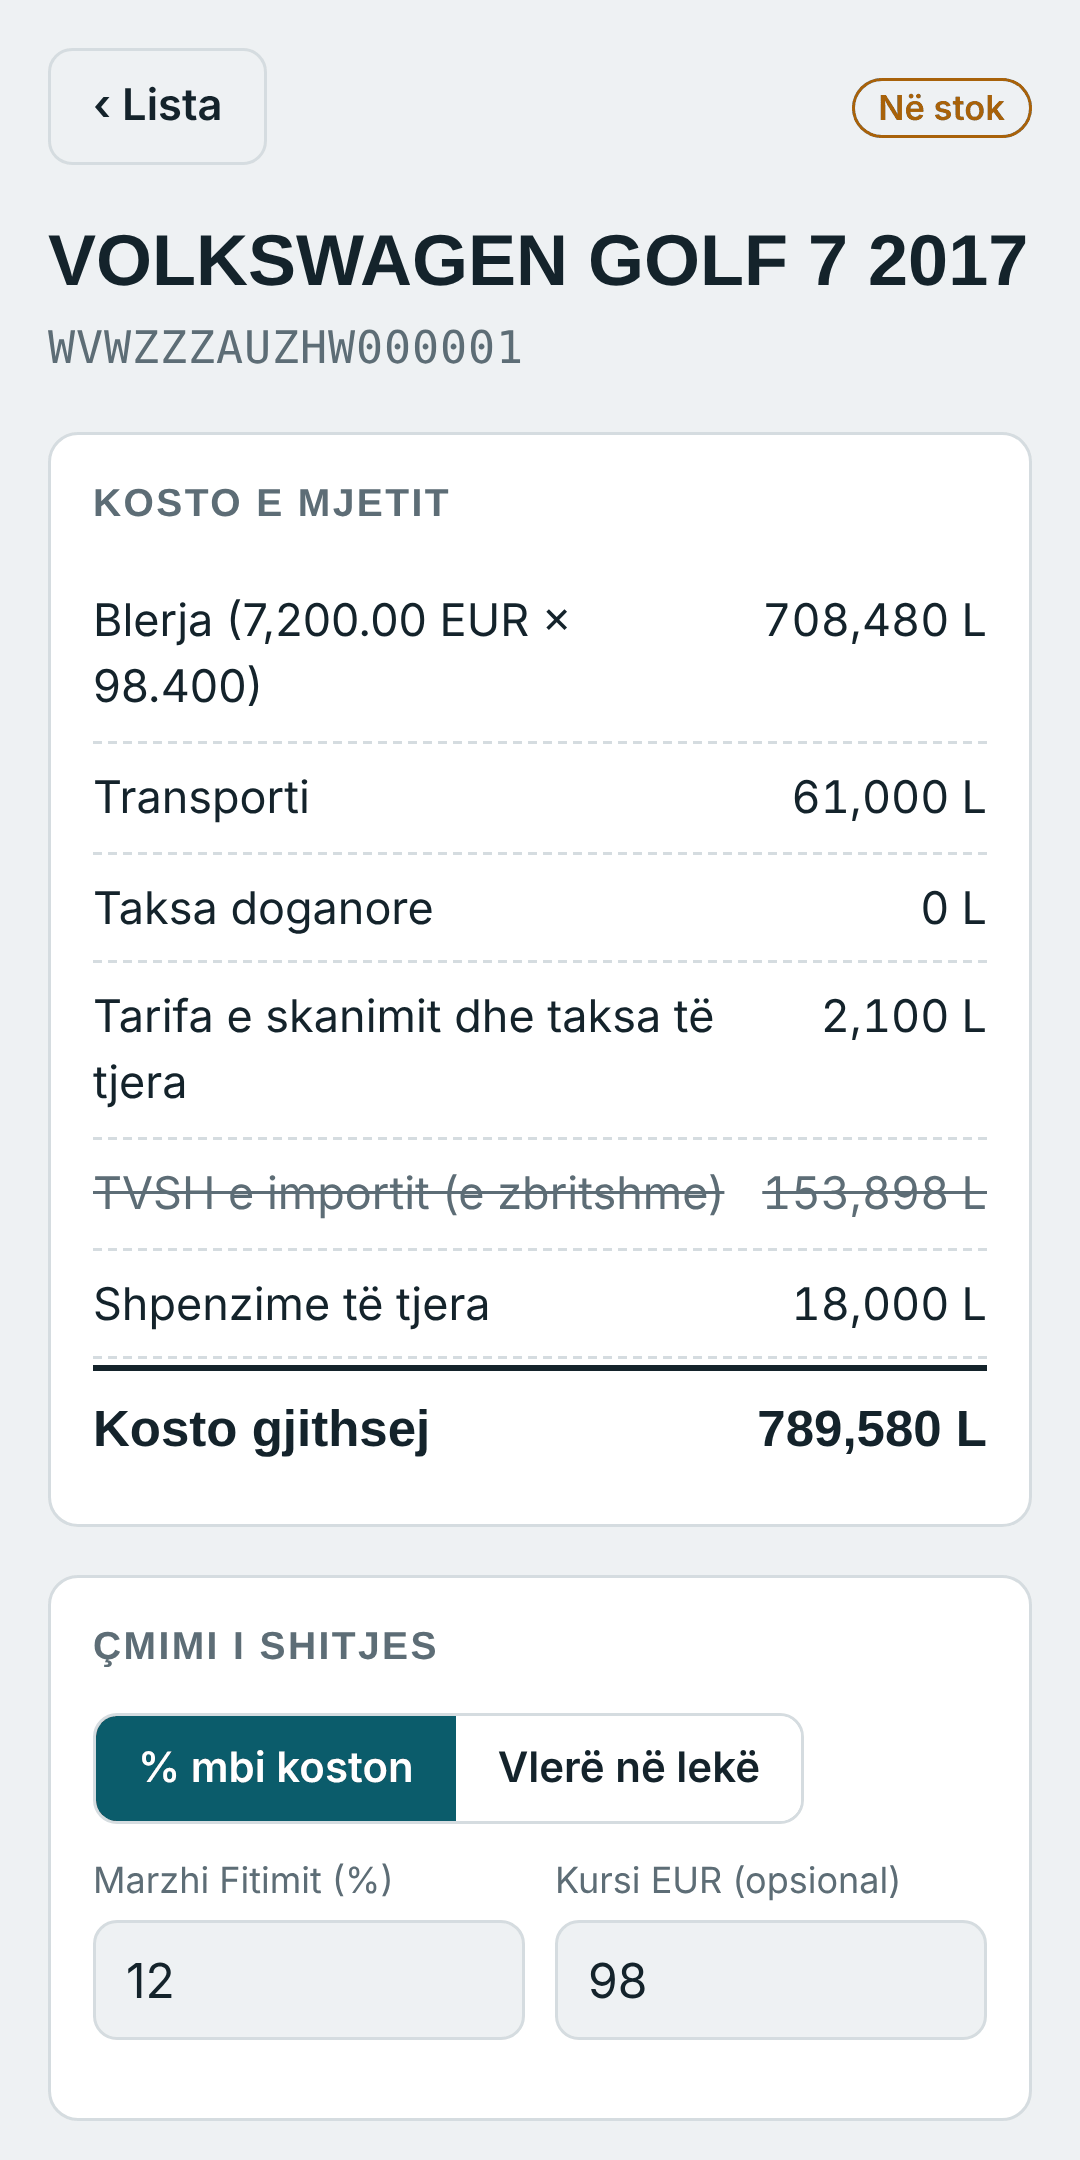 ‹ Lista
Në stok
VOLKSWAGEN GOLF 7 2017
WVWZZZAUZHW000001
KOSTO E MJETIT
Blerja (7,200.00 EUR × 708,480 L
98.400)
Transporti 61,000 L
Taksa doganore 0 L
Tarifa e skanimit dhe taksa të 2,100 L
tjera
TVSH e importit (e zbritshme) 153,898 L
Shpenzime të tjera 18,000 L
Kosto gjithsej 789,580 L
ÇMIMI I SHITJES
% mbi koston Vlerë në lekë
Marzhi Fitimit (%) Kursi EUR (opsional)
12 98